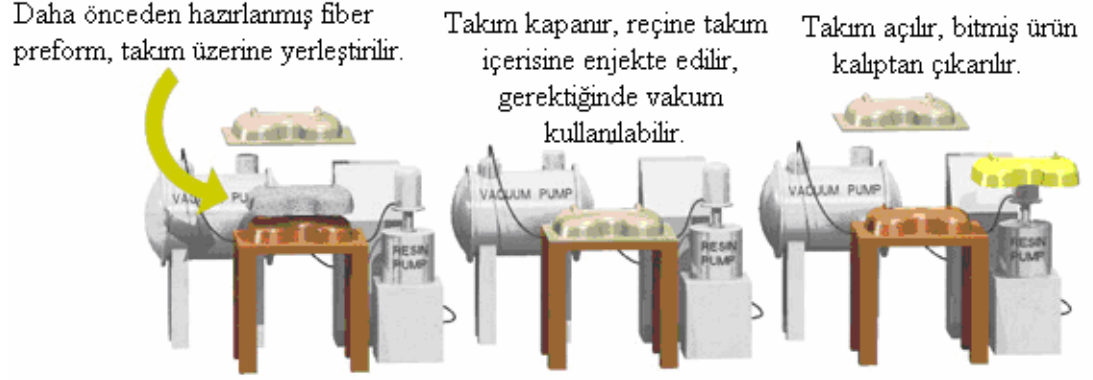 Daha önceden hazırlanmış fiber
preform, takım üzerine yerleştirilir.
Takım kapanır, reçine takım
içerisine enjekte edilir,
gerektiğinde vakum
kullanılabilir.
Takım açılır, bitmiş ürün
kalıptan çıkarılır.
VACUUM PU
RESIN
PUMP
VACUUM PUMP
RESIN
PUMP
VACUUM PUMP
RESIN
PUMP